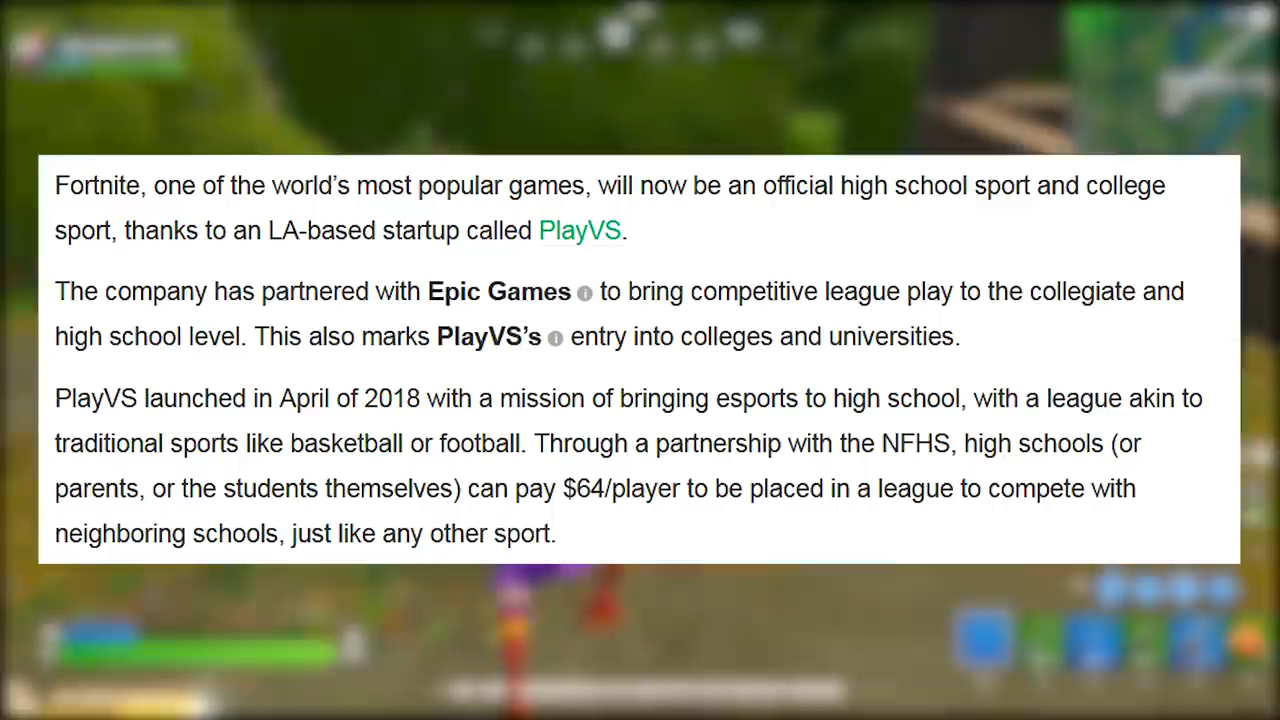 Fortnite, one of the world’s most popular games, will now be an official high school sport and college
sport, thanks to an LA-based startup called PlayVS.
The company has partnered with Epic Games to bring competitive league play to the collegiate and
high school level. This also marks PlayVS’s entry into colleges and universities.
PlayVS launched in April of 2018 with a mission of bringing esports to high school, with a league akin to
traditional sports like basketball or football. Through a partnership with the NFHS, high schools (or
parents, or the students themselves) can pay $64/player to be placed in a league to compete with
neighboring schools, just like any other sport.